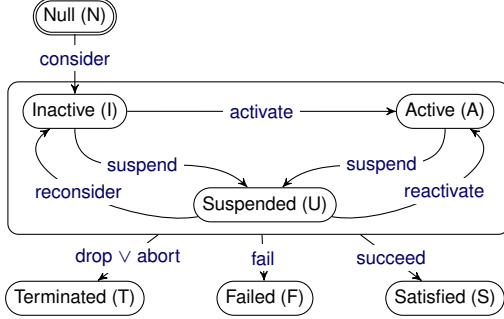 Null (N)
consider
Inactive (I) activate Active (A)
suspend suspend
reconsider reactivate
Suspended (U)
drop ∨ abort fail succeed
Terminated (T) Failed (F) Satisfied (S)